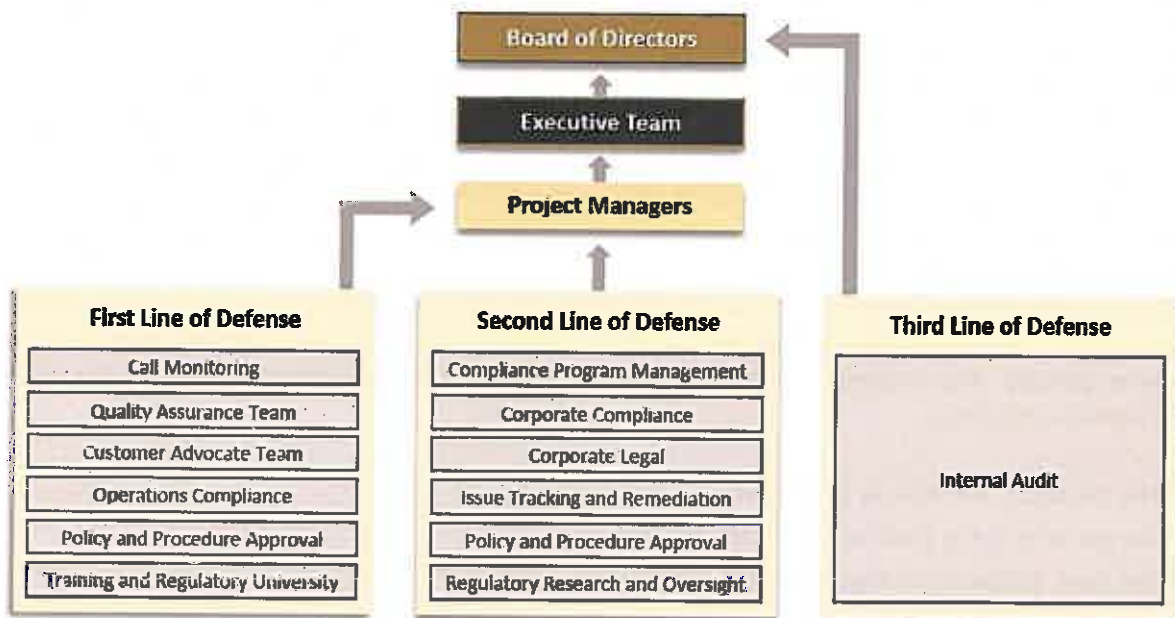 Board of Directors
Executive Team
Project Managers
First Line of Defense
Call Monitoring
Quality Assurance Team
Customer Advocate Team
Operations Compliance
Policy and Procedure Approval
Training and Regulatory University
Second Line of Defense
Compliance Program Management
Corporate Compliance
Corporate Legal
Issue Tracking and Remediation
Policy and Procedure Approval
Regulatory Research and Oversight
Third Line of Defense
Internal Audit